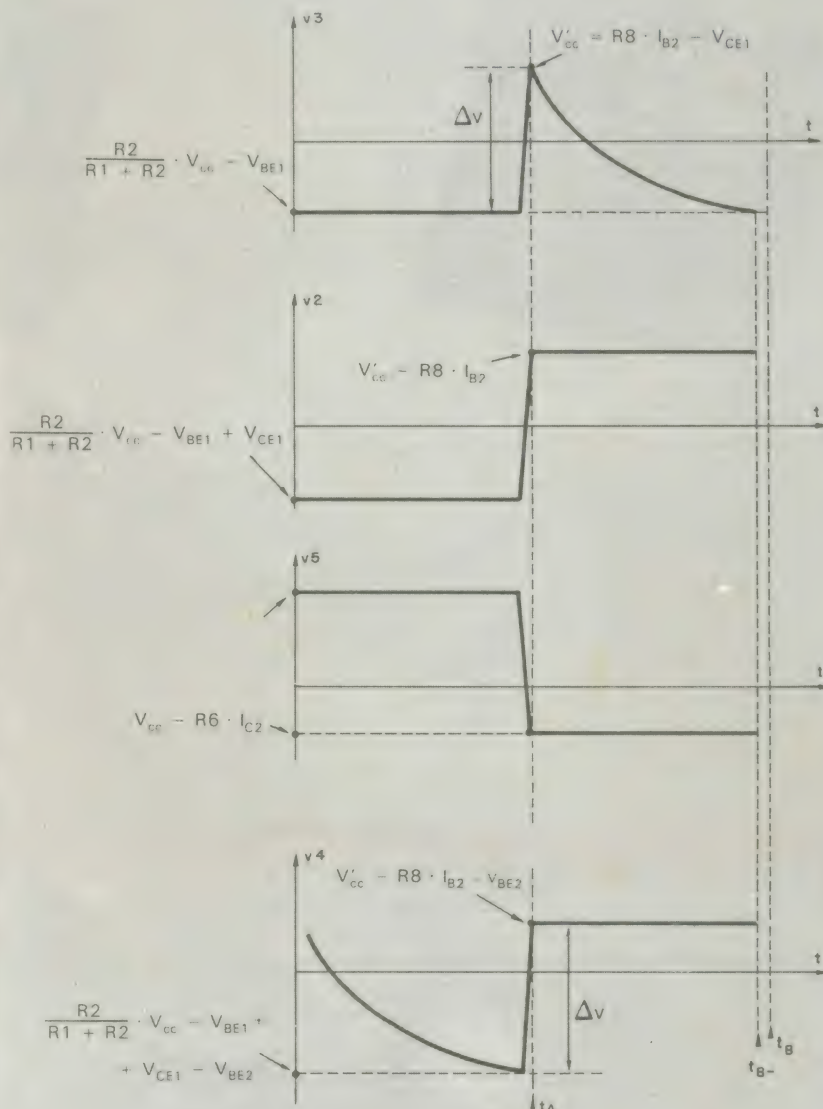 v3
V′cc = R8 · IB2 − VCE1
Δv
t
R2
R1 + R2 · Vcc − VBE1
v2
V′cc − R8 · IB2
t
R2
R1 + R2 · Vcc − VBE1 + VCE1
v5
t
Vcc − R6 · IC2
v4
V′cc − R8 · IB2 − VBE2
t
R2
R1 + R2 · Vcc − VBE1 +
+ VCE1 − VBE2
Δv
tB
tB−
tA